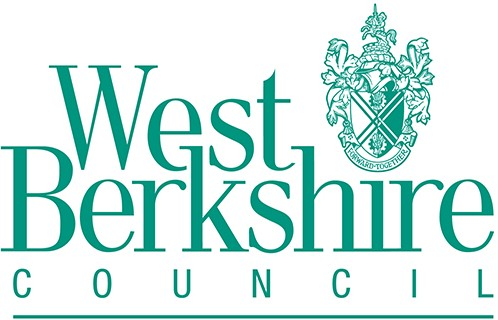 West
FORWARD·TOGETHER
Berkshire
COUNCIL